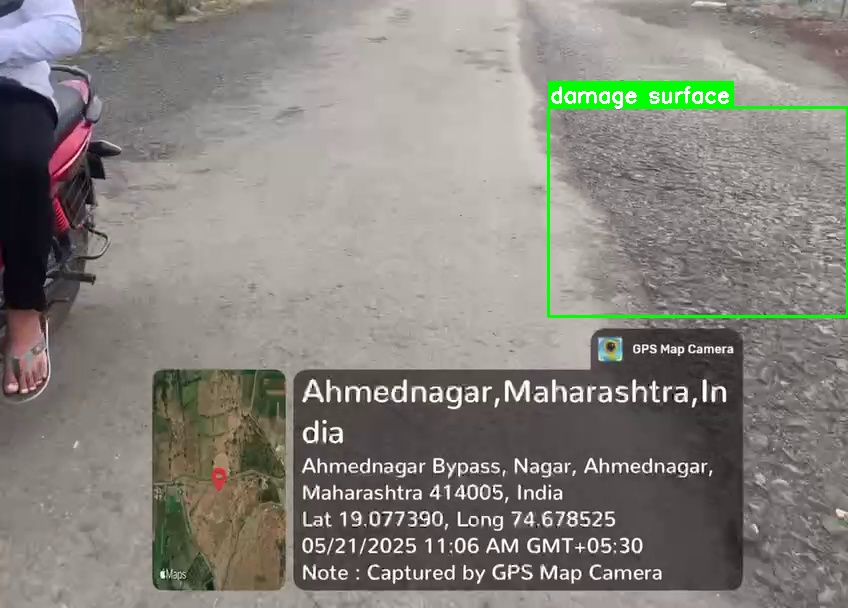 damage surface
GPS Map Camera
Ahmednagar,Maharashtra,In
dia
Ahmednagar Bypass, Nagar, Ahmednagar,
Maharashtra 414005, India
Lat 19.077390, Long 74.678525
05/21/2025 11:06 AM GMT+05:30
Note : Captured by GPS Map Camera
Maps